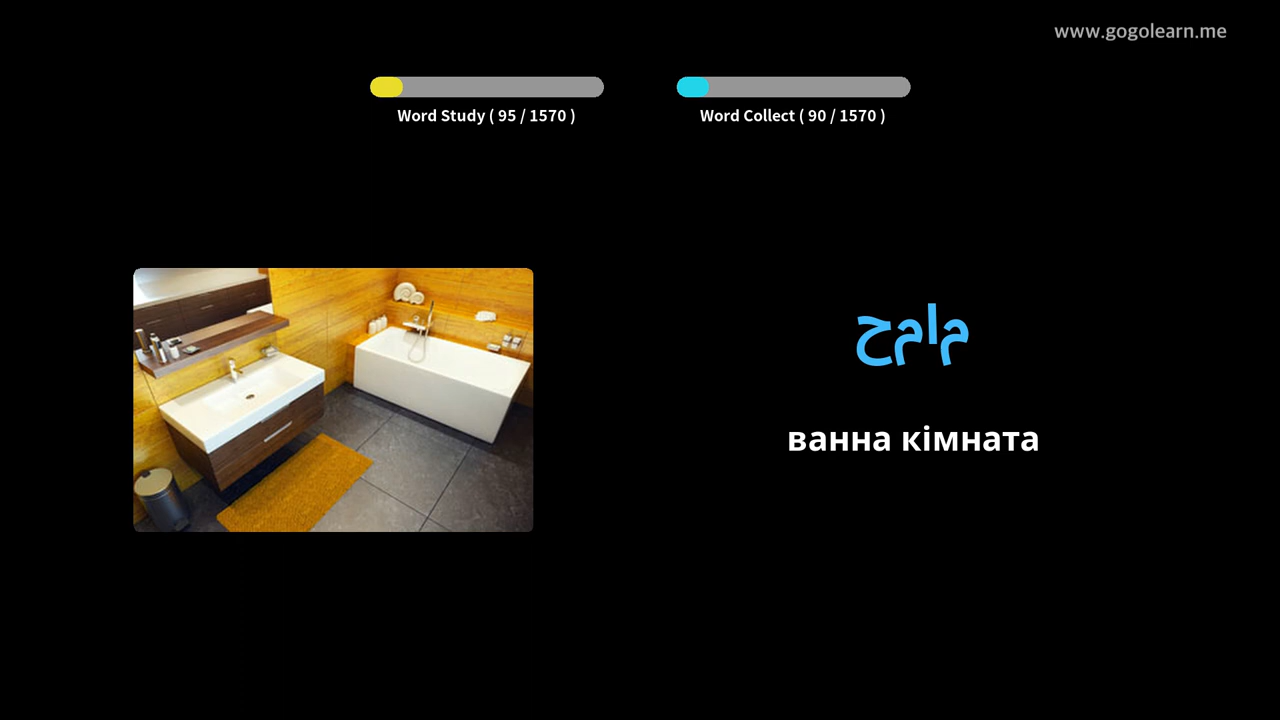 www.gogolearn.me
Word Study ( 95 / 1570 )
Word Collect ( 90 / 1570 )
حمام
ванна кімната